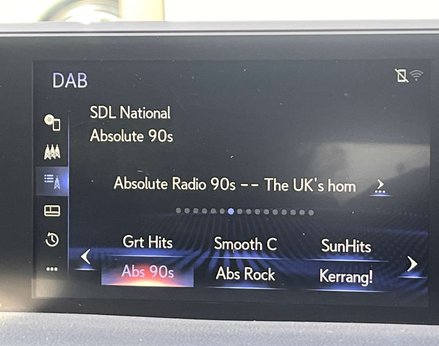 DAB
SDL National
Absolute 90s
Absolute Radio 90s -- The UK's hom
Grt Hits
Smooth C
SunHits
Abs 90s
Abs Rock
Kerrang!